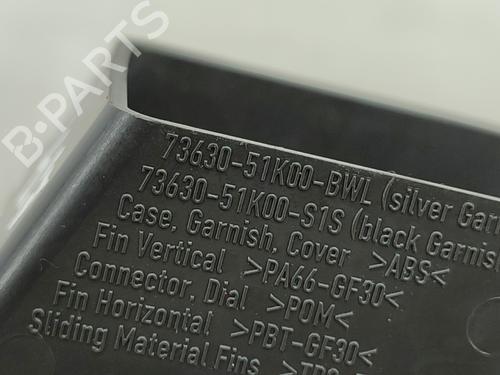 B-PARTS
73630-51K00-BWL (silver Gar
73630-51K00-S1S (black Garnis
Case, Garnish, Cover >ABS<
Fin Vertical >PA66-GF30<
Connector, Dial >POM<
Fin Horizontal >PBT-GF30<
Sliding Material Fins